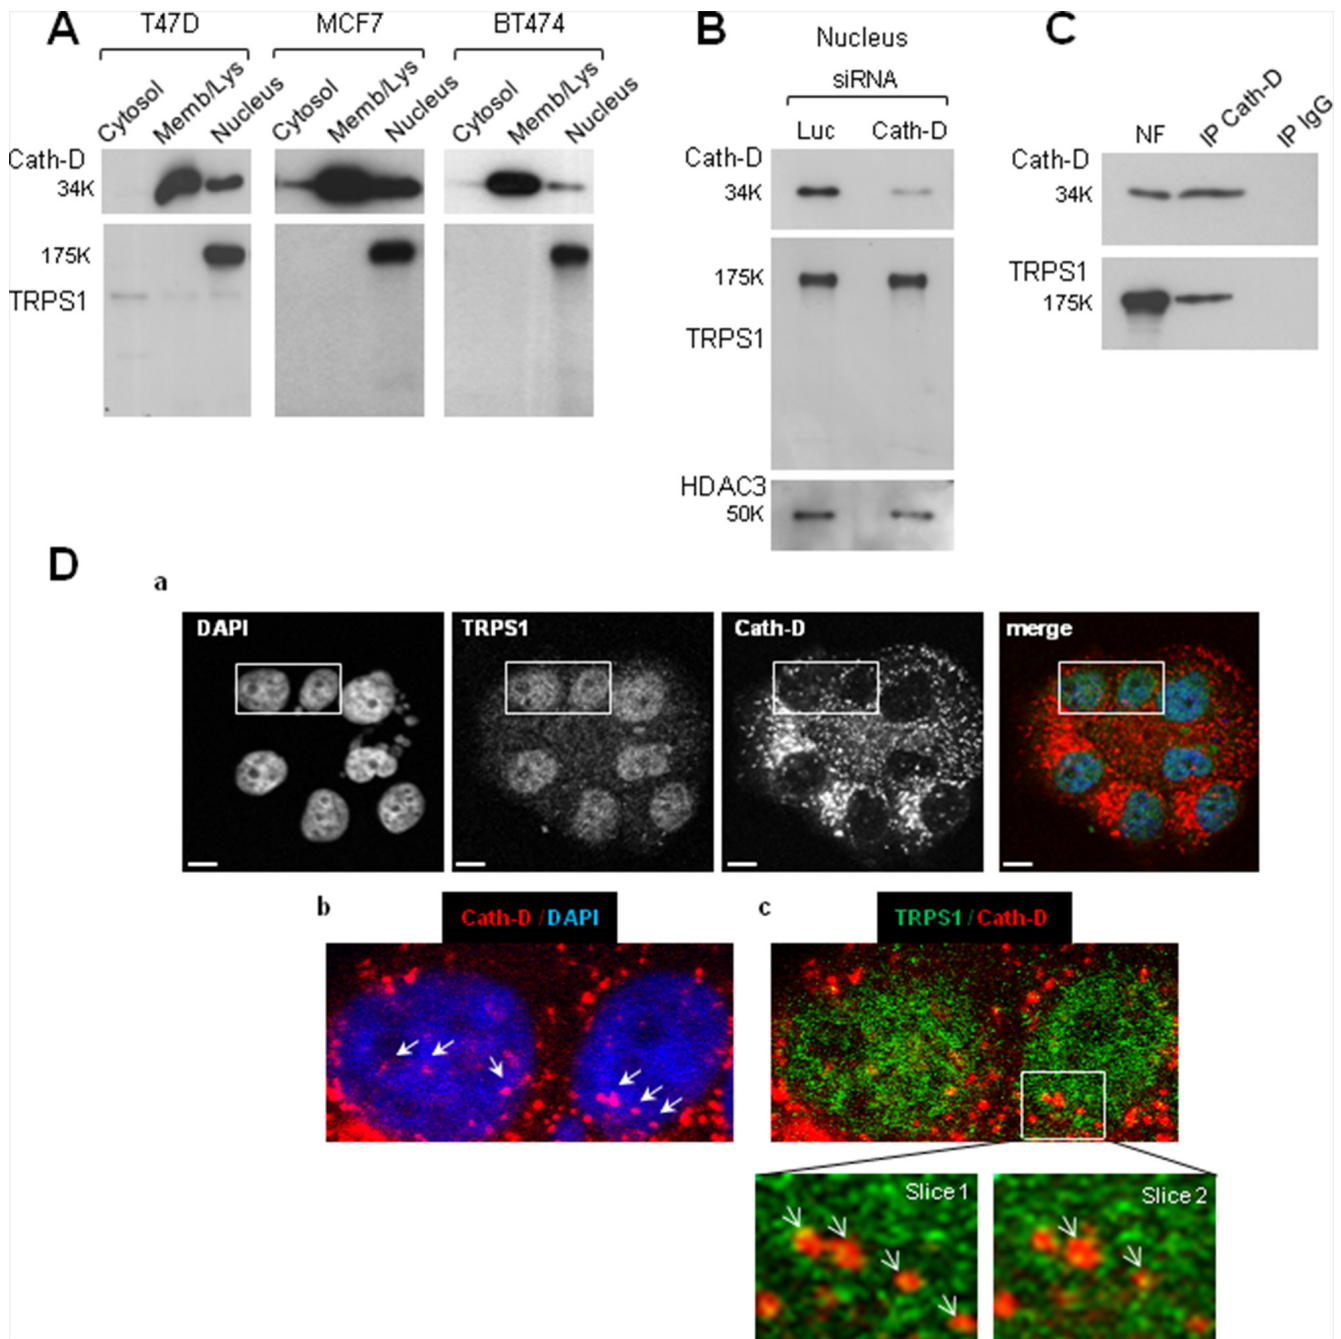 A
T47D MCF7 BT474
Cytosol Memb/Lys Nucleus Cytosol Memb/Lys Nucleus Cytosol Memb/Lys Nucleus
Cath-D
34K
175K
TRPS1
B
Nucleus
siRNA
Luc Cath-D
Cath-D
34K
175K
TRPS1
HDAC3
50K
C
NF IP Cath-D IP IgG
Cath-D
34K
TRPS1
175K
D
a
DAPI TRPS1 Cath-D merge
b
Cath-D / DAPI
c
TRPS1 / Cath-D
Slice 1 Slice 2